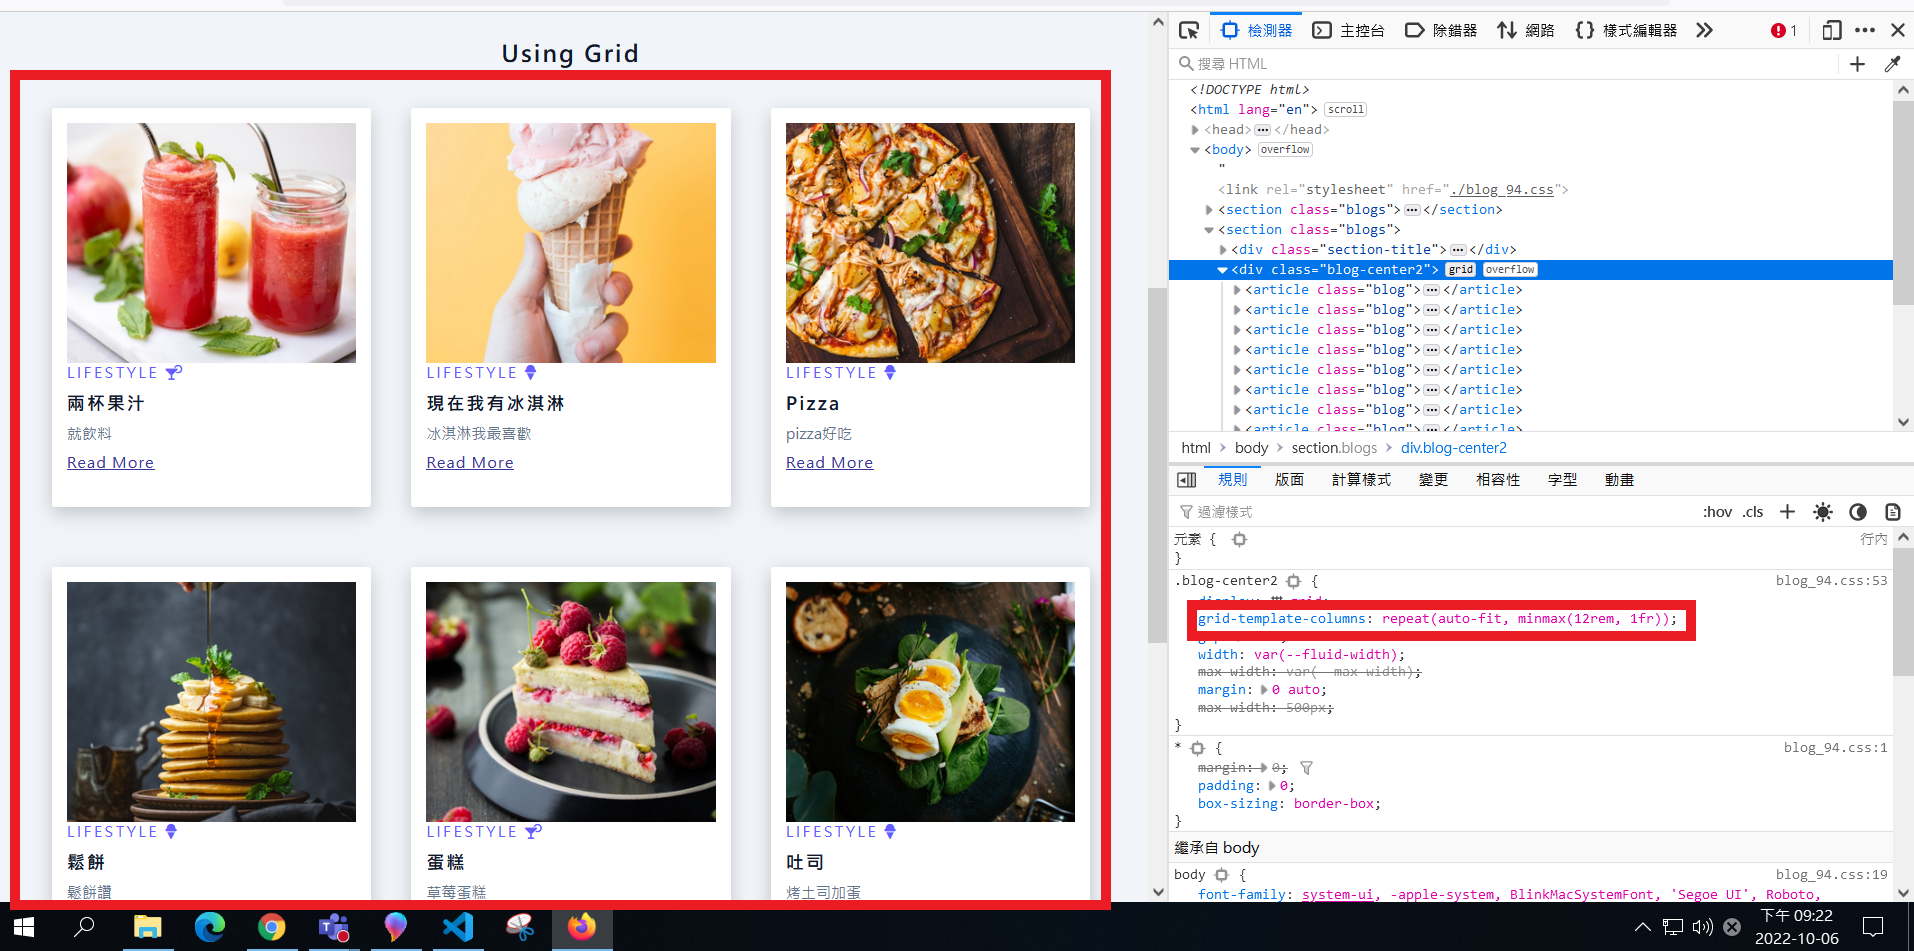 Using Grid
LIFESTYLE
兩杯果汁
就飲料
Read More
LIFESTYLE
現在我有冰淇淋
冰淇淋我最喜歡
Read More
LIFESTYLE
Pizza
pizza好吃
Read More
LIFESTYLE
鬆餅
鬆餅讚
LIFESTYLE
蛋糕
草莓蛋糕
LIFESTYLE
吐司
烤土司加蛋
檢測器 主控台 除錯器 網路 {} 樣式編輯器 1
搜尋 HTML
<!DOCTYPE html>
<html lang="en"> scroll
<head> ••• </head>
<body> overflow
"
<link rel="stylesheet" href="./blog_94.css">
<section class="blogs"> ••• </section>
<section class="blogs">
<div class="section-title"> ••• </div>
<div class="blog-center2"> grid overflow
<article class="blog"> ••• </article>
<article class="blog"> ••• </article>
<article class="blog"> ••• </article>
<article class="blog"> ••• </article>
<article class="blog"> ••• </article>
<article class="blog"> ••• </article>
<article class="blog"> ••• </article>
<article class="blog"> ••• </article>
html > body > section.blogs > div.blog-center2
規則 版面 計算樣式 變更 相容性 字型 動畫
過濾樣式 :hov .cls
元素 { 行內
}
.blog-center2 { blog_94.css:53
display: grid;
grid-template-columns: repeat(auto-fit, minmax(12rem, 1fr));
width: var(--fluid-width);
max-width: var(--max-width);
margin: 0 auto;
max-width: 500px;
}
* { blog_94.css:1
margin: 0;
padding: 0;
box-sizing: border-box;
}
繼承自 body
body { blog_94.css:19
font-family: system-ui, -apple-system, BlinkMacSystemFont, 'Segoe UI', Roboto,
下午 09:22
2022-10-06